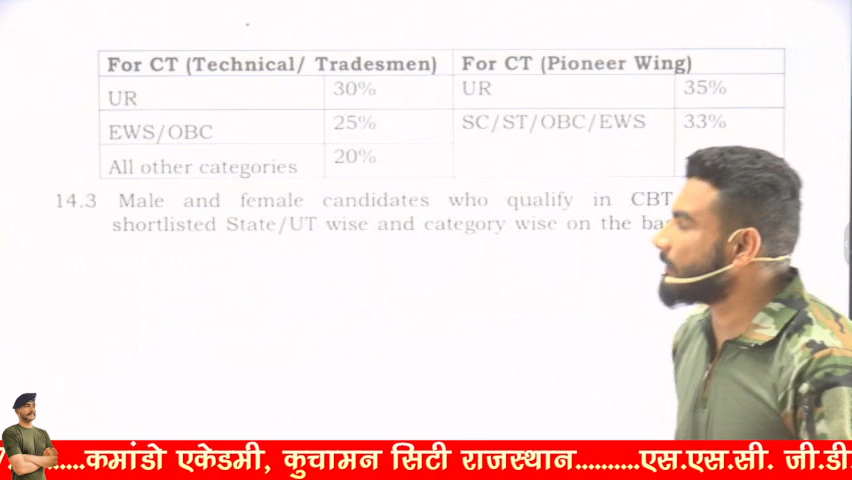 For CT (Technical/ Tradesmen) For CT (Pioneer Wing)
UR 30% UR 35%
EWS/OBC 25% SC/ST/OBC/EWS 33%
All other categories 20%
14.3 Male and female candidates who qualify in CBT
shortlisted State/UT wise and category wise on the
......कमांडो एकेडमी, कुचामन सिटी राजस्थान..........एस.एस.सी. जी.डी.